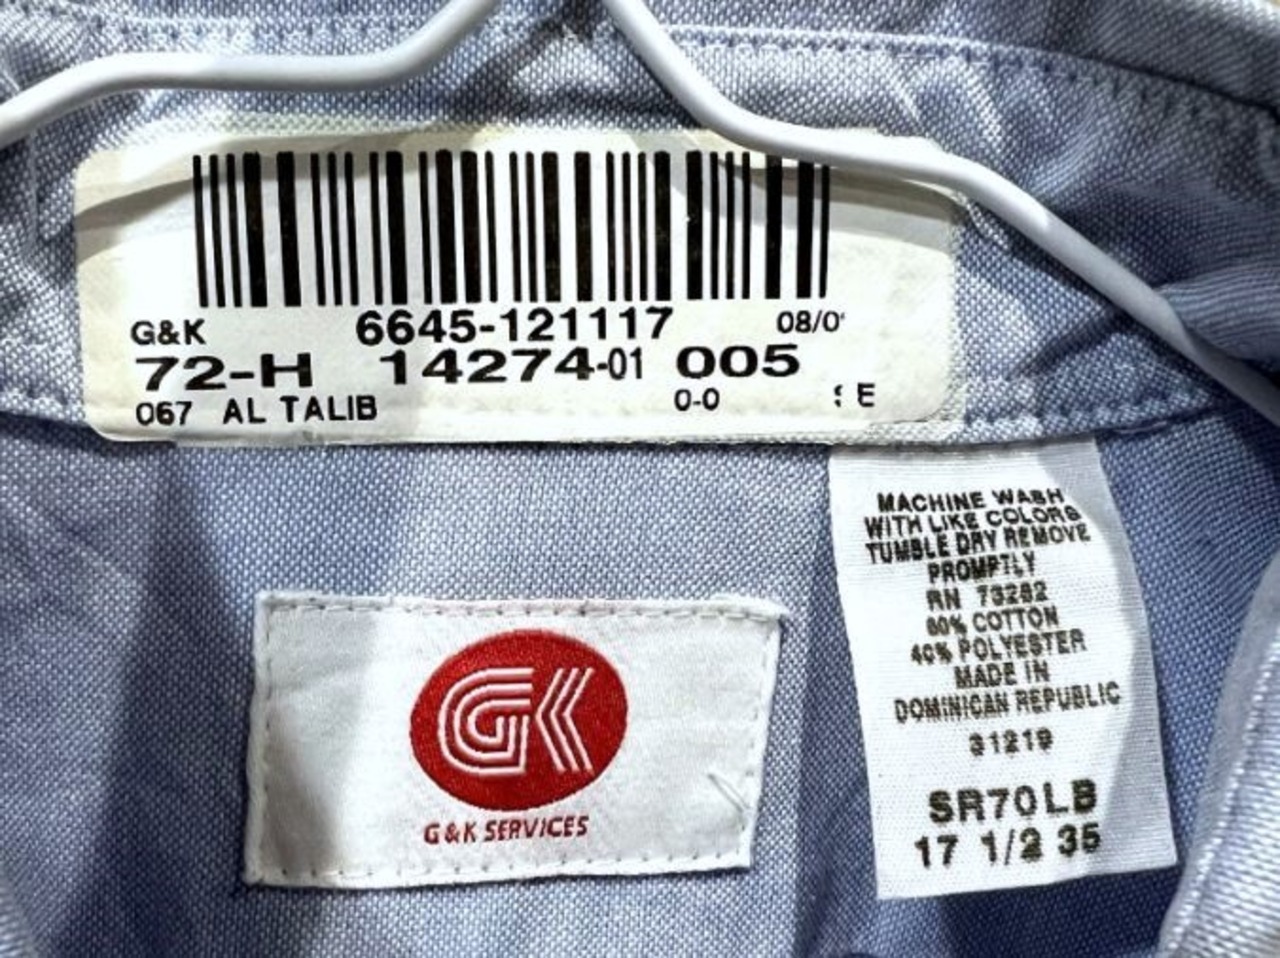 G&K 6645-121117 08/0
72-H 14274-01 005
067 AL TALIB 0-0 E
MACHINE WASH
WITH LIKE COLORS
TUMBLE DRY REMOVE
PROMPTLY
RN 73282
60% COTTON
40% POLYESTER
MADE IN
DOMINICAN REPUBLIC
31219
SR70LB
17 1/2 35
GK
G&K SERVICES